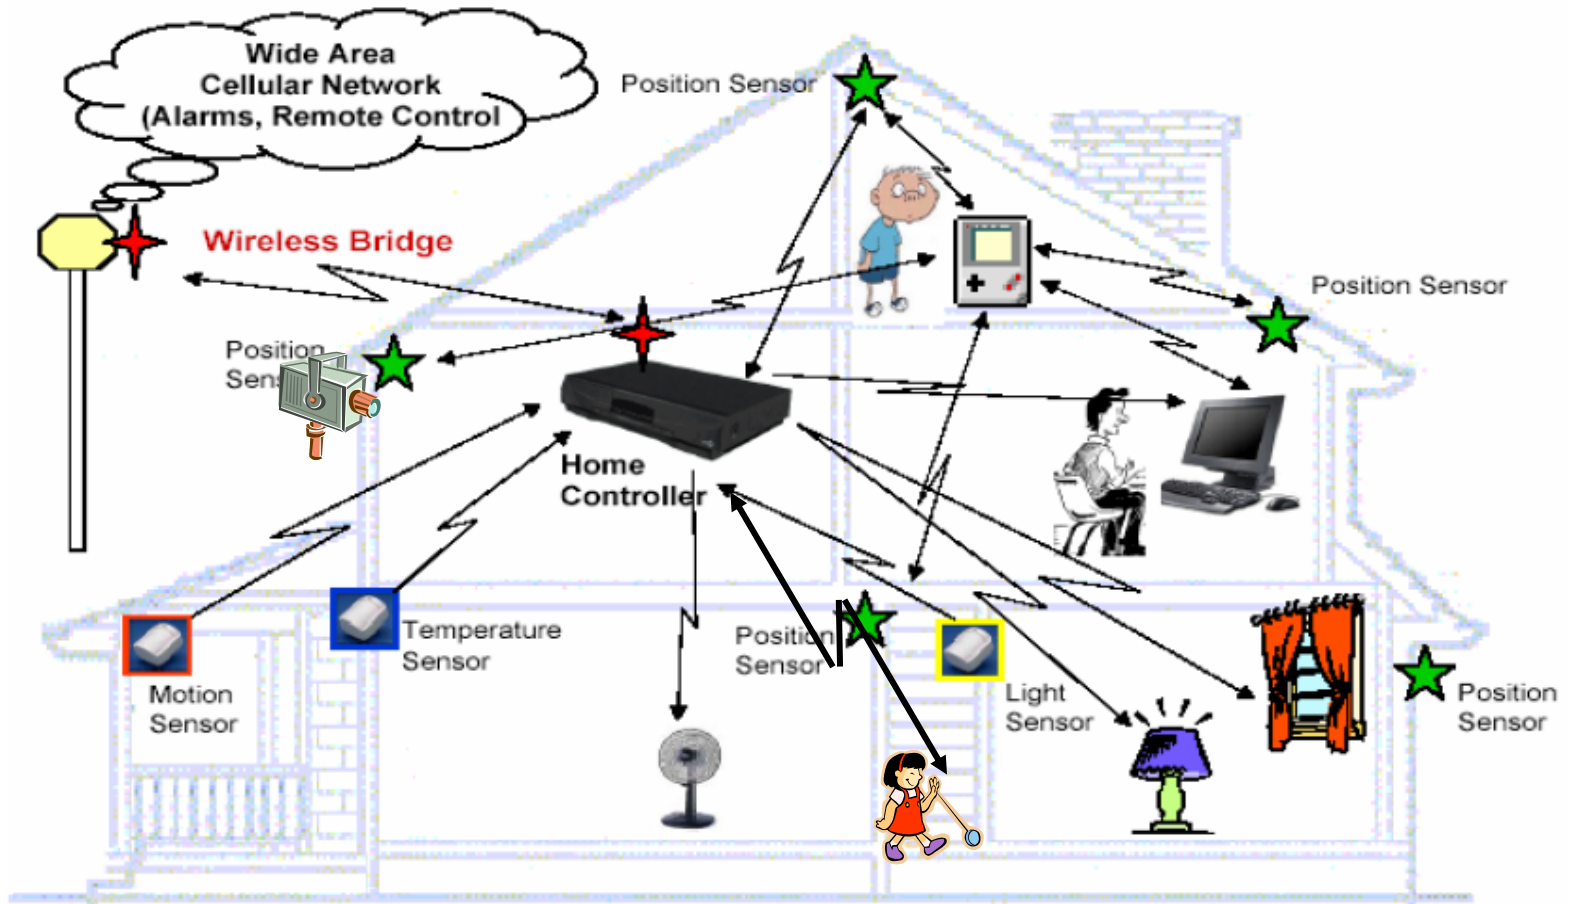 Wide Area
Cellular Network
(Alarms, Remote Control
Position Sensor
Wireless Bridge
Position Sensor
Position
Home
Controller
Temperature
Sensor
Position
Sensor
Motion
Sensor
Light
Sensor
Position
Sensor